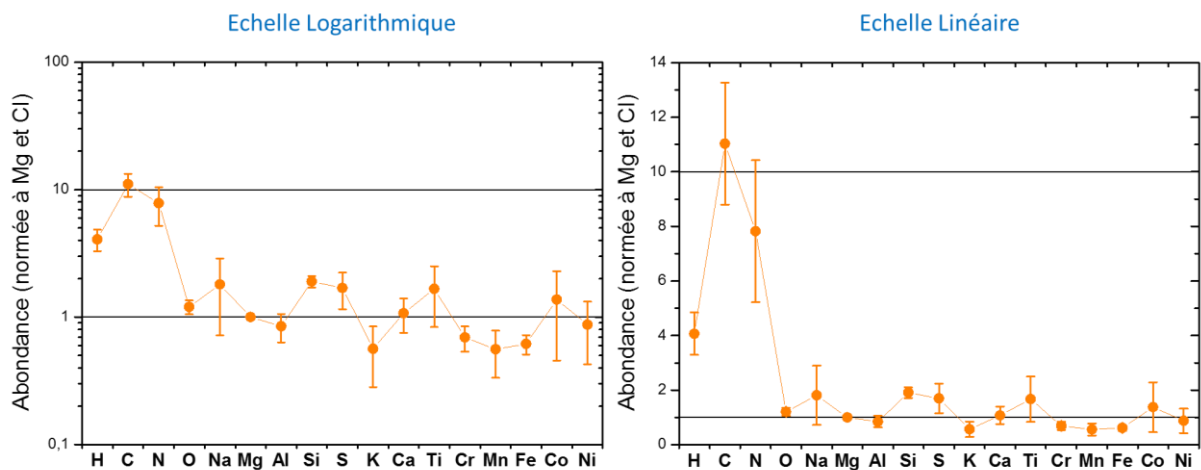 Echelle Logarithmique
Abondance (normée à Mg et CI)
100
10
1
0,1
H C N O Na Mg Al Si S K Ca Ti Cr Mn Fe Co Ni
Echelle Linéaire
Abondance (normée à Mg et CI)
14
12
10
8
6
4
2
1
0
H C N O Na Mg Al Si S K Ca Ti Cr Mn Fe Co Ni